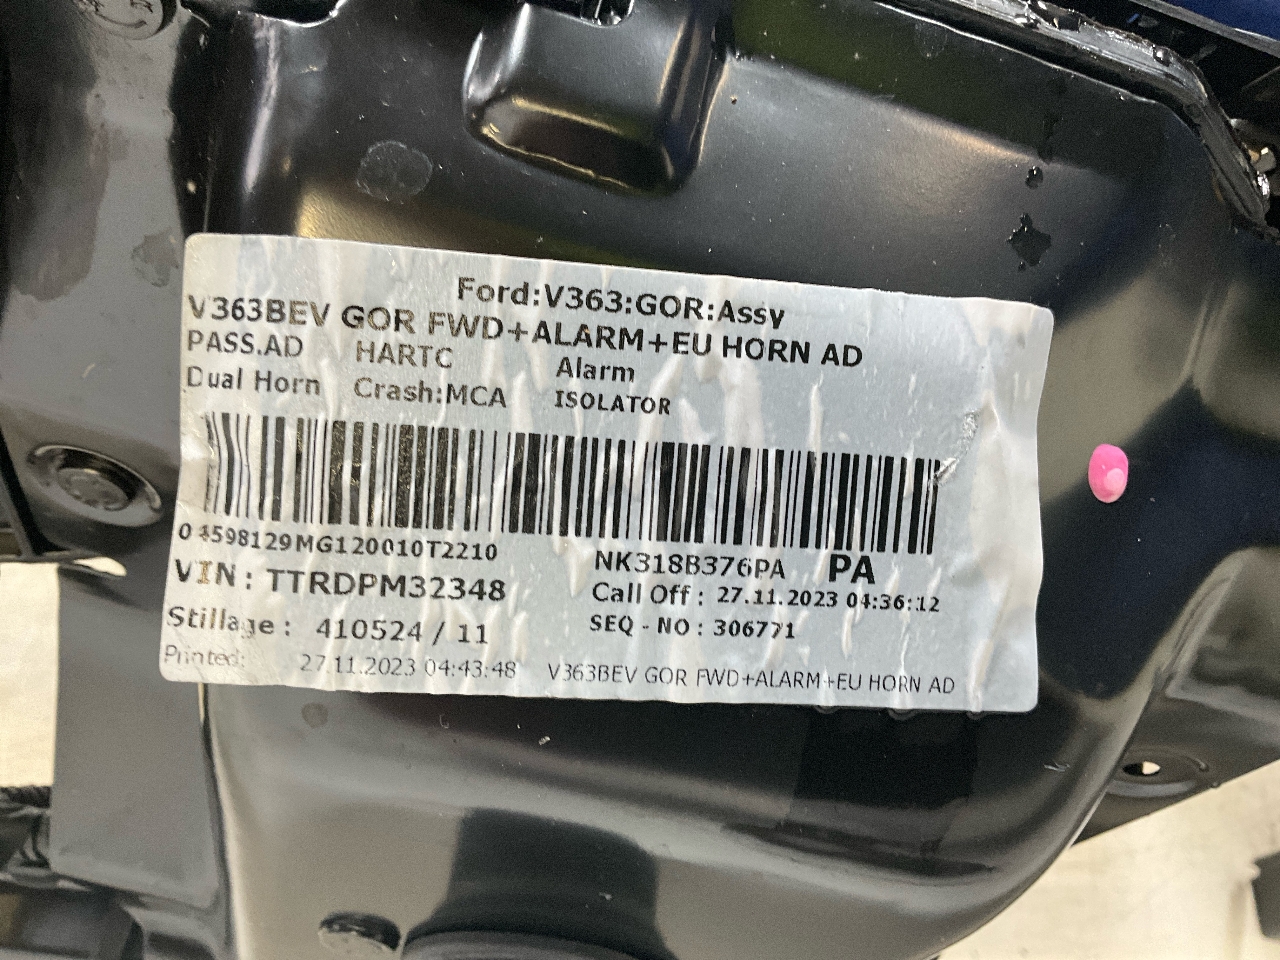 Ford:V363:GOR:Assy
V363BEV GOR FWD+ALARM+EU HORN AD
PASS.AD HARTC Alarm
Dual Horn Crash:MCA ISOLATOR
04598129MG120010T2210 NK318B376PA PA
VIN: TTRDPM32348 Call Off: 27.11.2023 04:36:12
Stillage: 410524 / 11 SEQ - NO: 306771
Printed: 27.11.2023 04:43:48 V363BEV GOR FWD+ALARM+EU HORN AD